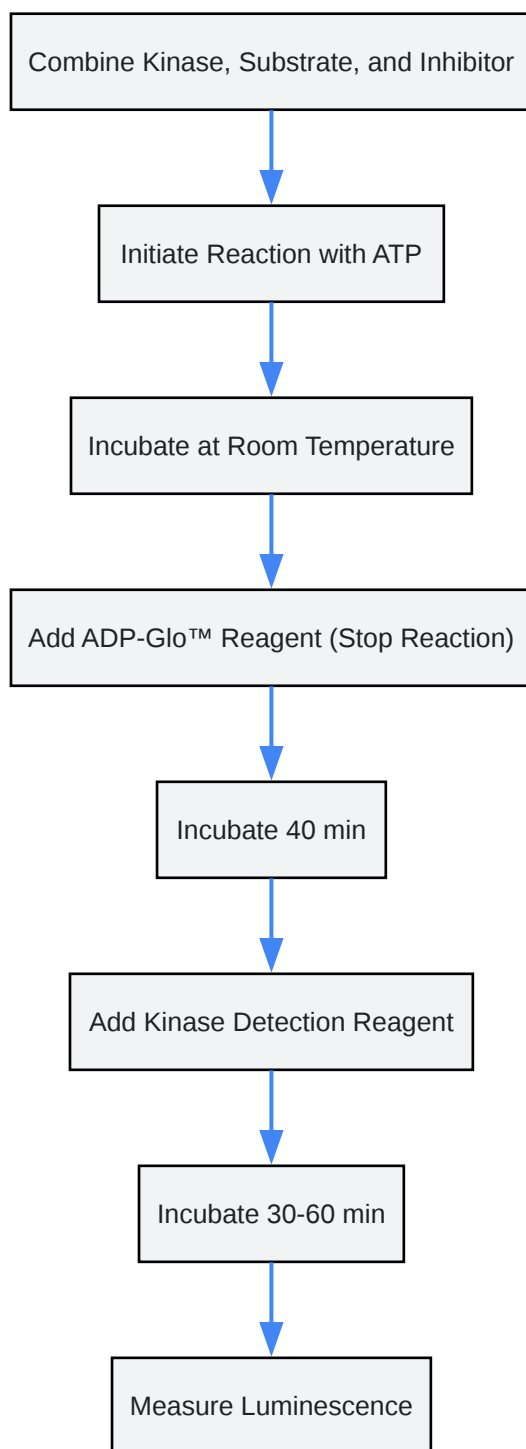 Combine Kinase, Substrate, and Inhibitor
Initiate Reaction with ATP
Incubate at Room Temperature
Add ADP-Glo™ Reagent (Stop Reaction)
Incubate 40 min
Add Kinase Detection Reagent
Incubate 30-60 min
Measure Luminescence